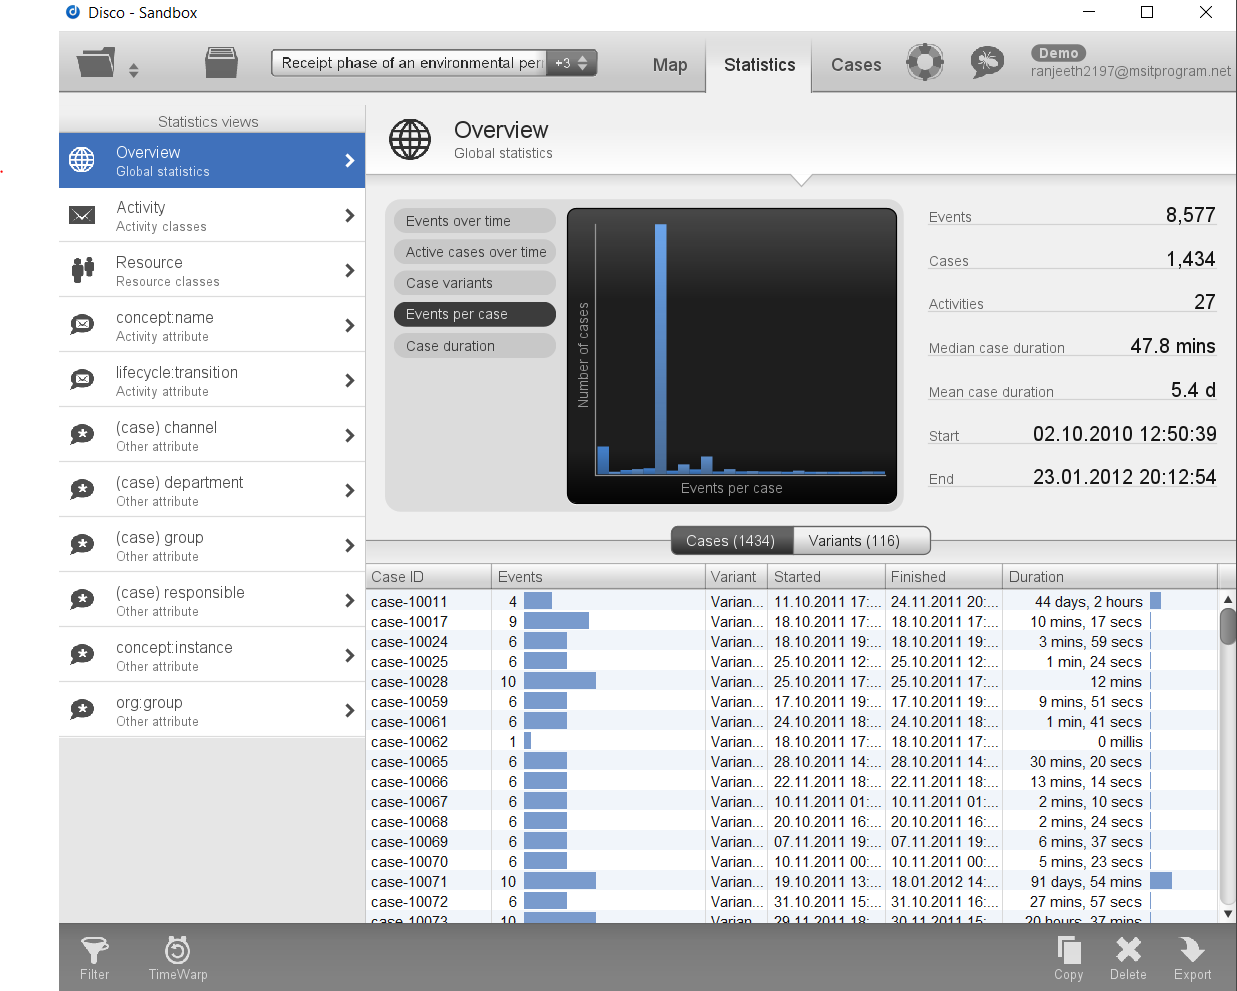 Disco - Sandbox
Receipt phase of an environmental per
+3
Map
Statistics
Cases
Demo
ranjeeth2197@msitprogram.net
Statistics views
Overview
Global statistics
Activity
Activity classes
Resource
Resource classes
concept:name
Activity attribute
lifecycle:transition
Activity attribute
(case) channel
Other attribute
(case) department
Other attribute
(case) group
Other attribute
(case) responsible
Other attribute
concept:instance
Other attribute
org:group
Other attribute
Overview
Global statistics
Events over time
Active cases over time
Case variants
Events per case
Case duration
Number of cases
Events per case
Events 8,577
Cases 1,434
Activities 27
Median case duration 47.8 mins
Mean case duration 5.4 d
Start 02.10.2010 12:50:39
End 23.01.2012 20:12:54
Cases (1434) Variants (116)
Case ID Events Variant Started Finished Duration
case-10011 4 Varian... 11.10.2011 17:... 24.11.2011 20:... 44 days, 2 hours
case-10017 9 Varian... 18.10.2011 17:... 18.10.2011 17:... 10 mins, 17 secs
case-10024 6 Varian... 18.10.2011 19:... 18.10.2011 19:... 3 mins, 59 secs
case-10025 6 Varian... 25.10.2011 12:... 25.10.2011 12:... 1 min, 24 secs
case-10028 10 Varian... 25.10.2011 17:... 25.10.2011 17:... 12 mins
case-10059 6 Varian... 17.10.2011 19:... 17.10.2011 19:... 9 mins, 51 secs
case-10061 6 Varian... 24.10.2011 18:... 24.10.2011 18:... 1 min, 41 secs
case-10062 1 Varian... 18.10.2011 17:... 18.10.2011 17:... 0 millis
case-10065 6 Varian... 28.10.2011 14:... 28.10.2011 14:... 30 mins, 20 secs
case-10066 6 Varian... 22.11.2011 18:... 22.11.2011 18:... 13 mins, 14 secs
case-10067 6 Varian... 10.11.2011 01:... 10.11.2011 01:... 2 mins, 10 secs
case-10068 6 Varian... 20.10.2011 16:... 20.10.2011 16:... 2 mins, 24 secs
case-10069 6 Varian... 07.11.2011 19:... 07.11.2011 19:... 6 mins, 37 secs
case-10070 6 Varian... 10.11.2011 00:... 10.11.2011 00:... 5 mins, 23 secs
case-10071 10 Varian... 19.10.2011 13:... 18.01.2012 14:... 91 days, 54 mins
case-10072 6 Varian... 31.10.2011 15:... 31.10.2011 16:... 27 mins, 57 secs
case-10073 10 Varian... 29.11.2011 18:... 30.11.2011 15:... 20 hours, 37 mins
Filter
TimeWarp
Copy
Delete
Export